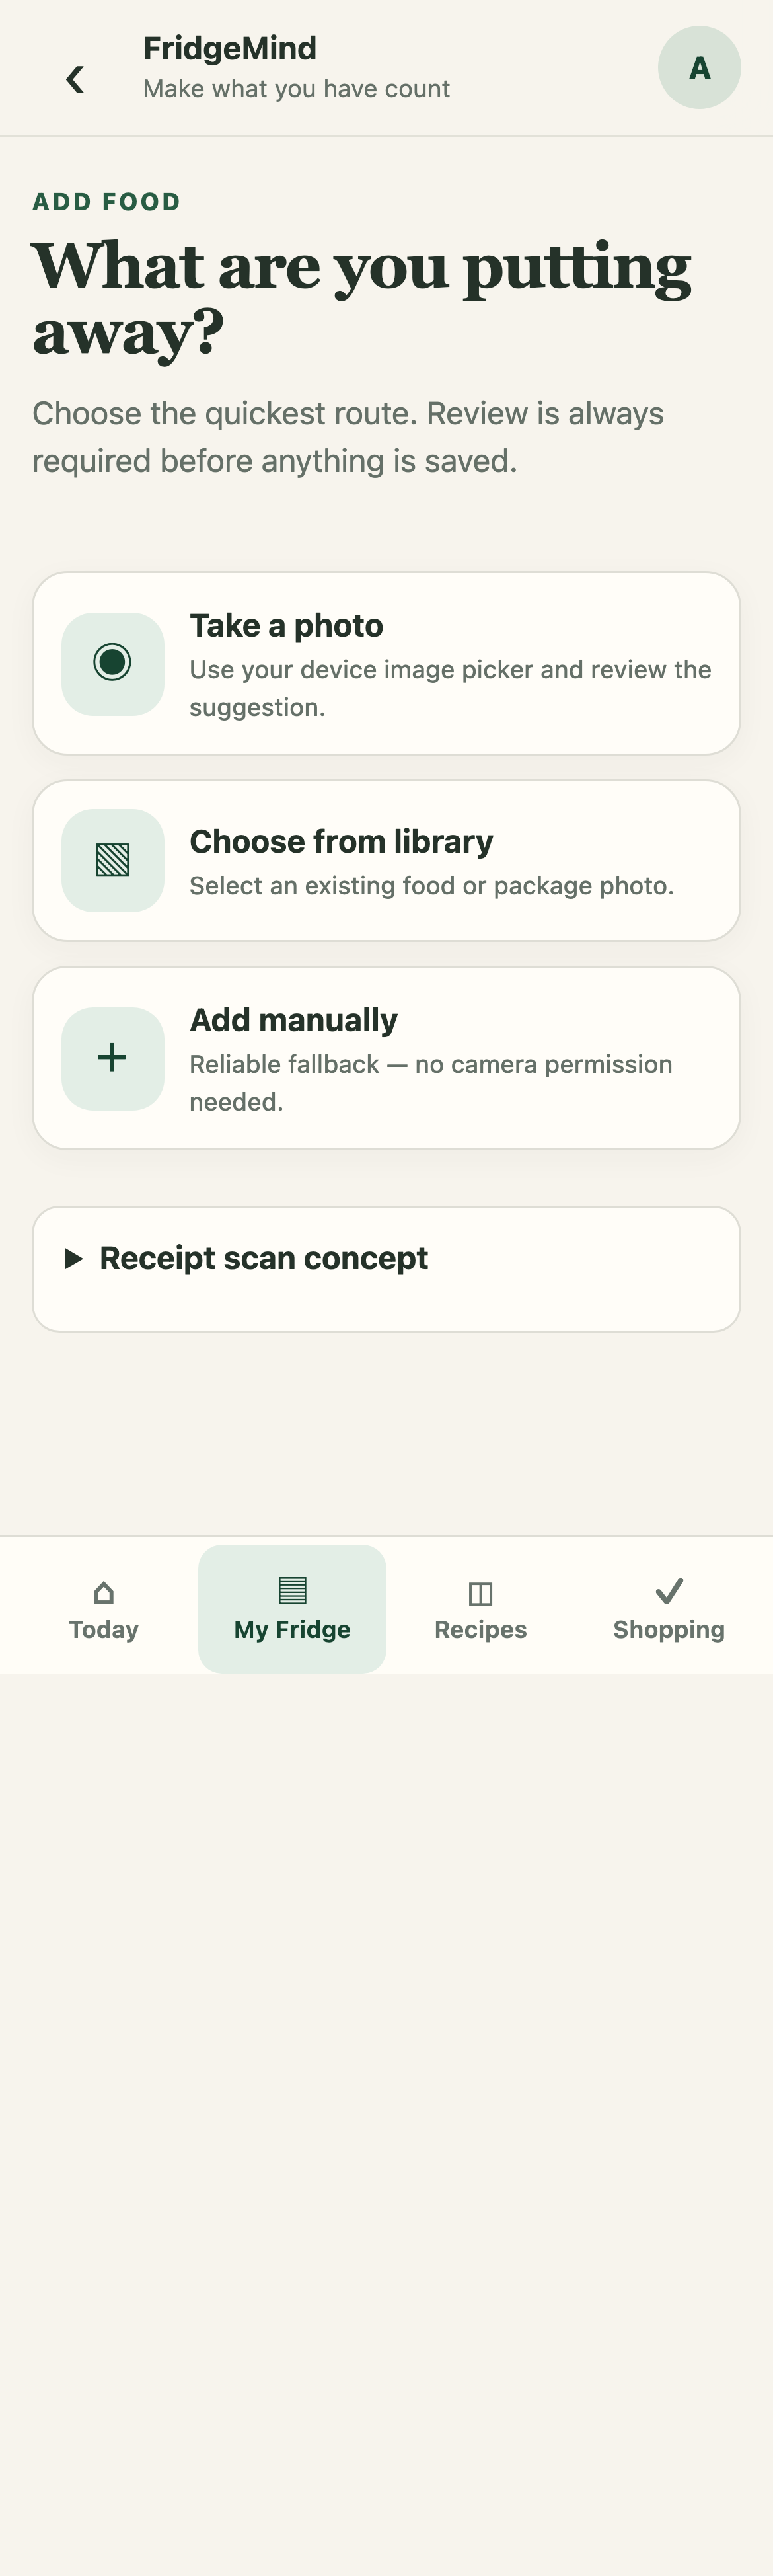 FridgeMind
Make what you have count
A
ADD FOOD
What are you putting
away?
Choose the quickest route. Review is always
required before anything is saved.
Take a photo
Use your device image picker and review the
suggestion.
Choose from library
Select an existing food or package photo.
Add manually
Reliable fallback — no camera permission
needed.
Receipt scan concept
Today
My Fridge
Recipes
Shopping